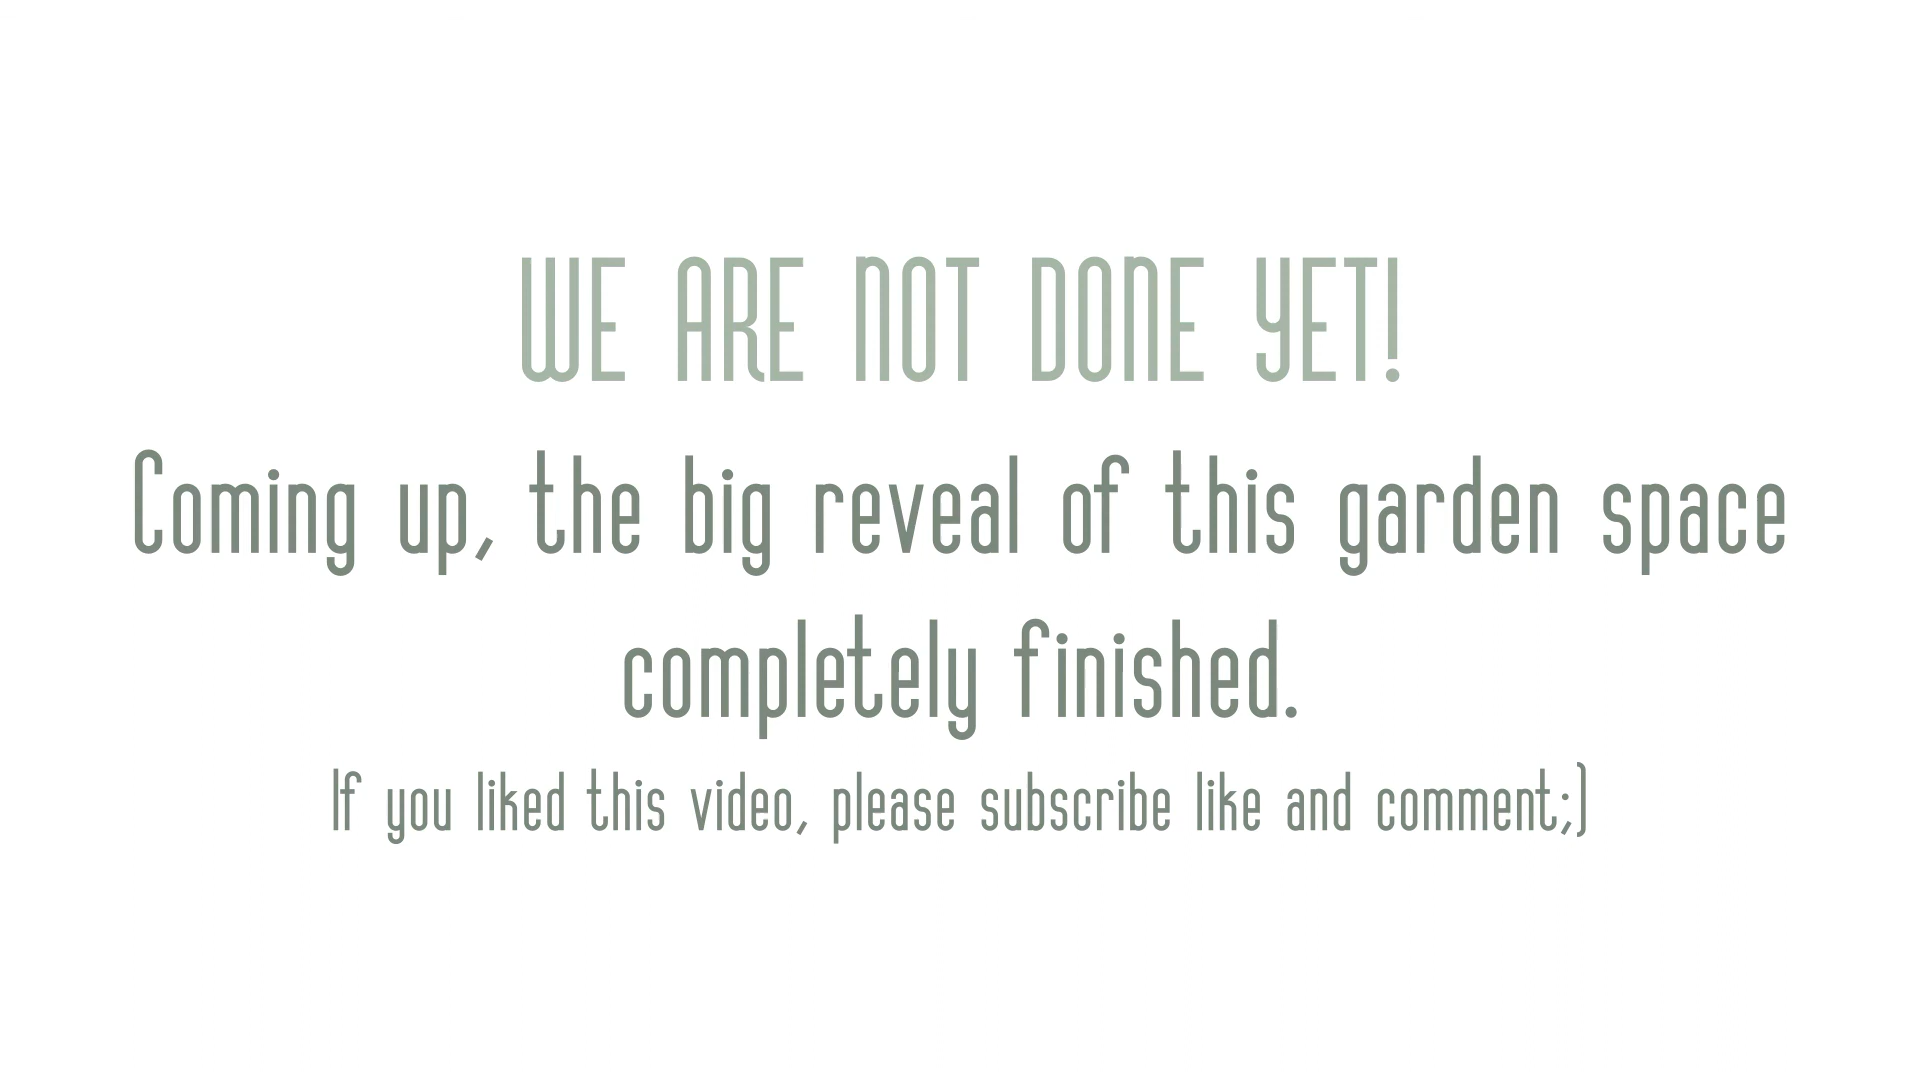 WE ARE NOT DONE YET!
Coming up, the big reveal of this garden space
completely finished.
If you liked this video, please subscribe like and comment;)